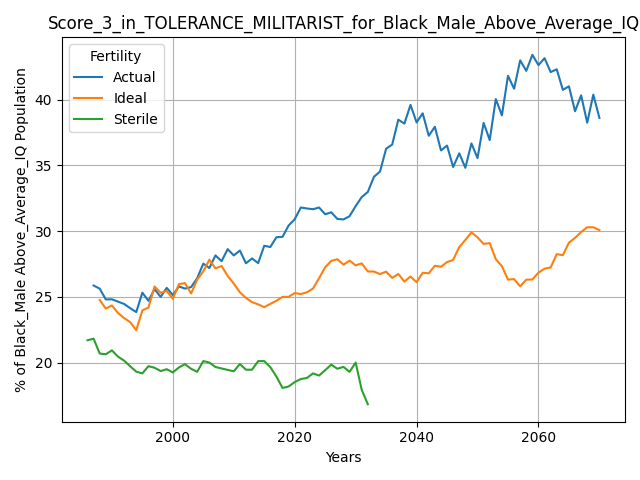 Score_3_in_TOLERANCE_MILITARIST_for_Black_Male_Above_Average_IQ
Fertility
Actual
Ideal
Sterile
% of Black_Male Above_Average_IQ Population
40
35
30
25
20
2000
2020
2040
2060
Years